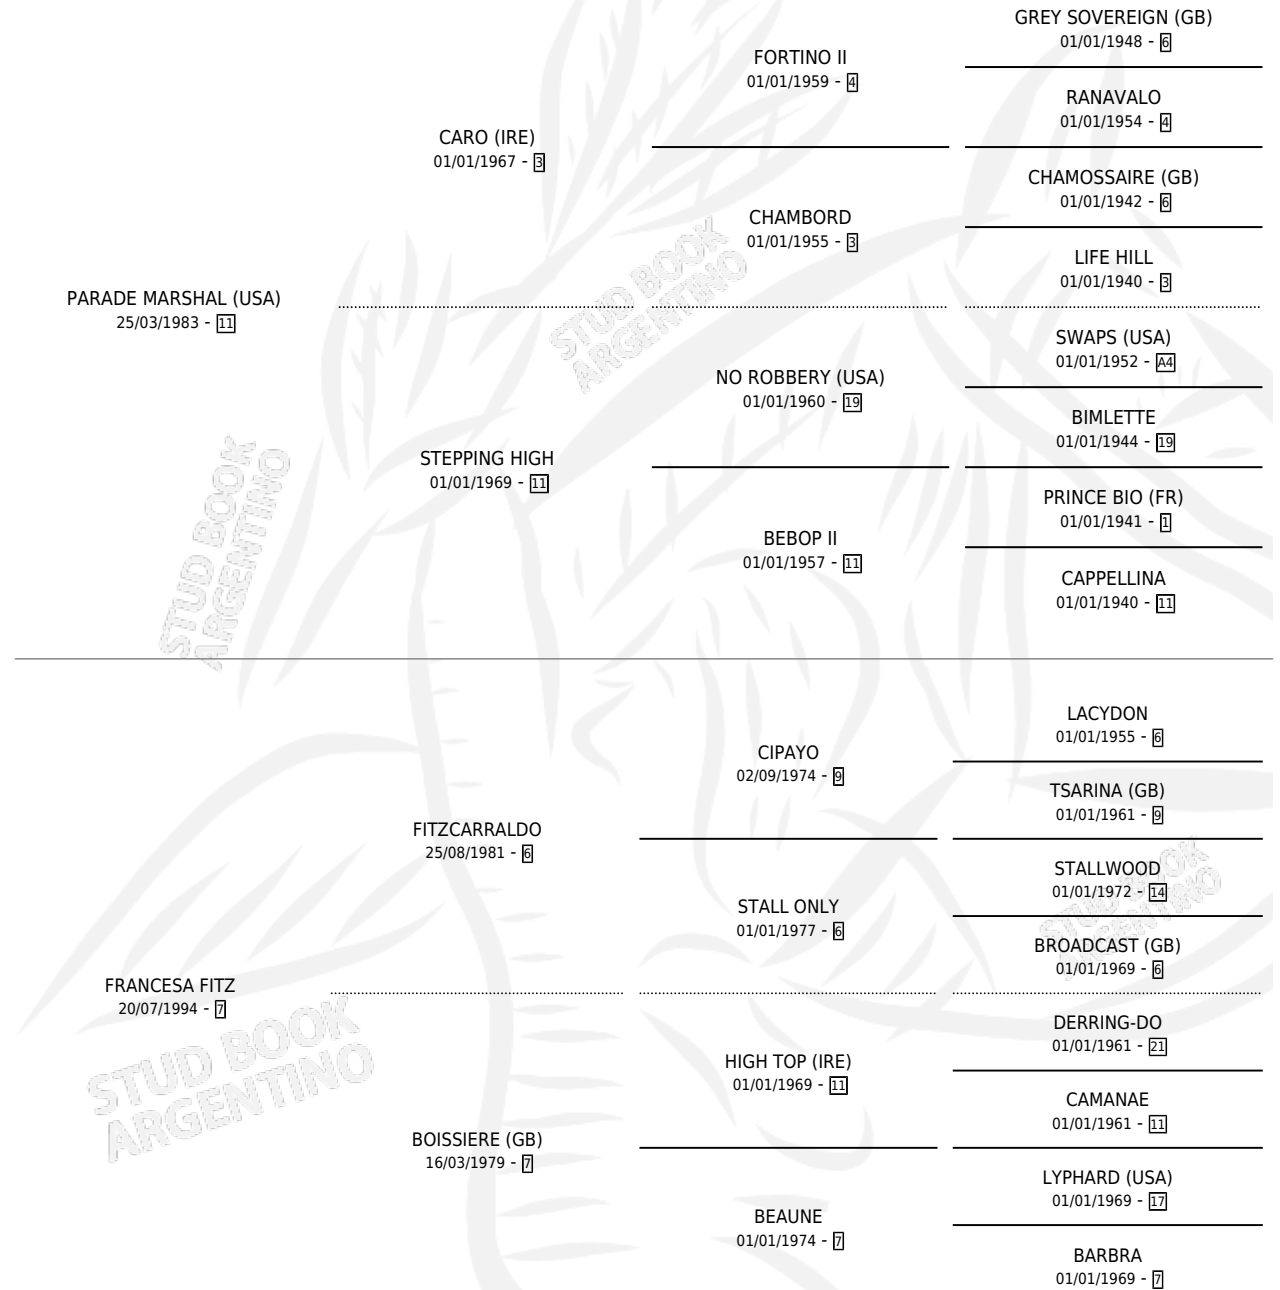 GREY SOVEREIGN (GB)
01/01/1948 - 6
FORTINO II
01/01/1959 - 4
RANAVALO
01/01/1954 - 4
CARO (IRE)
01/01/1967 - 3
CHAMOSSAIRE (GB)
01/01/1942 - 6
CHAMBORD
01/01/1955 - 3
LIFE HILL
01/01/1940 - 3
PARADE MARSHAL (USA)
25/03/1983 - 11
SWAPS (USA)
01/01/1952 - A4
NO ROBBERY (USA)
01/01/1960 - 19
BIMLETTE
01/01/1944 - 19
STEPPING HIGH
01/01/1969 - 11
PRINCE BIO (FR)
01/01/1941 - 1
BEBOP II
01/01/1957 - 11
CAPPELLINA
01/01/1940 - 11
LACYDON
01/01/1955 - 6
CIPAYO
02/09/1974 - 9
TSARINA (GB)
01/01/1961 - 9
FITZCARRALDO
25/08/1981 - 6
STALLWOOD
01/01/1972 - 14
STALL ONLY
01/01/1977 - 6
BROADCAST (GB)
01/01/1969 - 6
FRANCESA FITZ
20/07/1994 - 7
DERRING-DO
01/01/1961 - 21
HIGH TOP (IRE)
01/01/1969 - 11
CAMANAE
01/01/1961 - 11
BOISSIERE (GB)
16/03/1979 - 7
LYPHARD (USA)
01/01/1969 - 17
BEAUNE
01/01/1974 - 7
BARBRA
01/01/1969 - 7
STUD BOOK
ARGENTINO
STUD BOOK
ARGENTINO
STUD BOOK
ARGENTINO
STUD BOOK
ARGENTINO